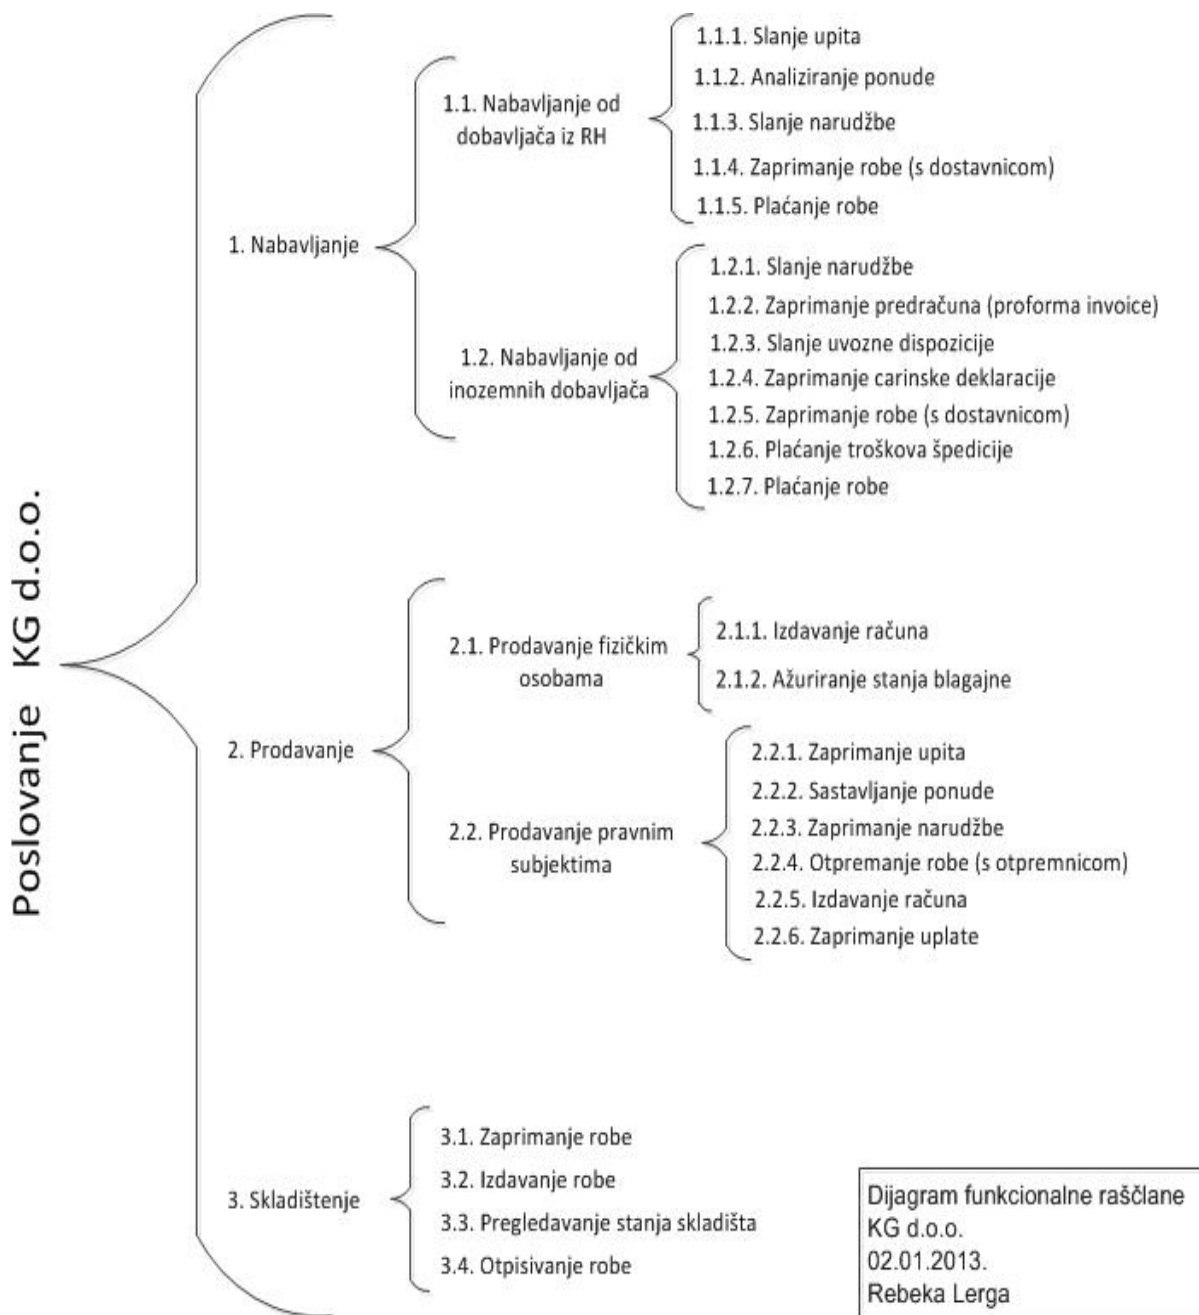 Poslovanje KG d.o.o.
1. Nabavljanje
1.1. Nabavljanje od
dobavljača iz RH
1.1.1. Slanje upita
1.1.2. Analiziranje ponude
1.1.3. Slanje narudžbe
1.1.4. Zaprimanje robe (s dostavnicom)
1.1.5. Plaćanje robe
1.2. Nabavljanje od
inozemnih dobavljača
1.2.1. Slanje narudžbe
1.2.2. Zaprimanje predračuna (proforma invoice)
1.2.3. Slanje uvozne dispozicije
1.2.4. Zaprimanje carinske deklaracije
1.2.5. Zaprimanje robe (s dostavnicom)
1.2.6. Plaćanje troškova špedicije
1.2.7. Plaćanje robe
2. Prodavanje
2.1. Prodavanje fizičkim
osobama
2.1.1. Izdavanje računa
2.1.2. Ažuriranje stanja blagajne
2.2. Prodavanje pravnim
subjektima
2.2.1. Zaprimanje upita
2.2.2. Sastavljanje ponude
2.2.3. Zaprimanje narudžbe
2.2.4. Otpremanje robe (s otpremnicom)
2.2.5. Izdavanje računa
2.2.6. Zaprimanje uplate
3. Skladištenje
3.1. Zaprimanje robe
3.2. Izdavanje robe
3.3. Pregledavanje stanja skladišta
3.4. Otpisivanje robe
Dijagram funkcionalne raščlane
KG d.o.o.
02.01.2013.
Rebeka Lerga